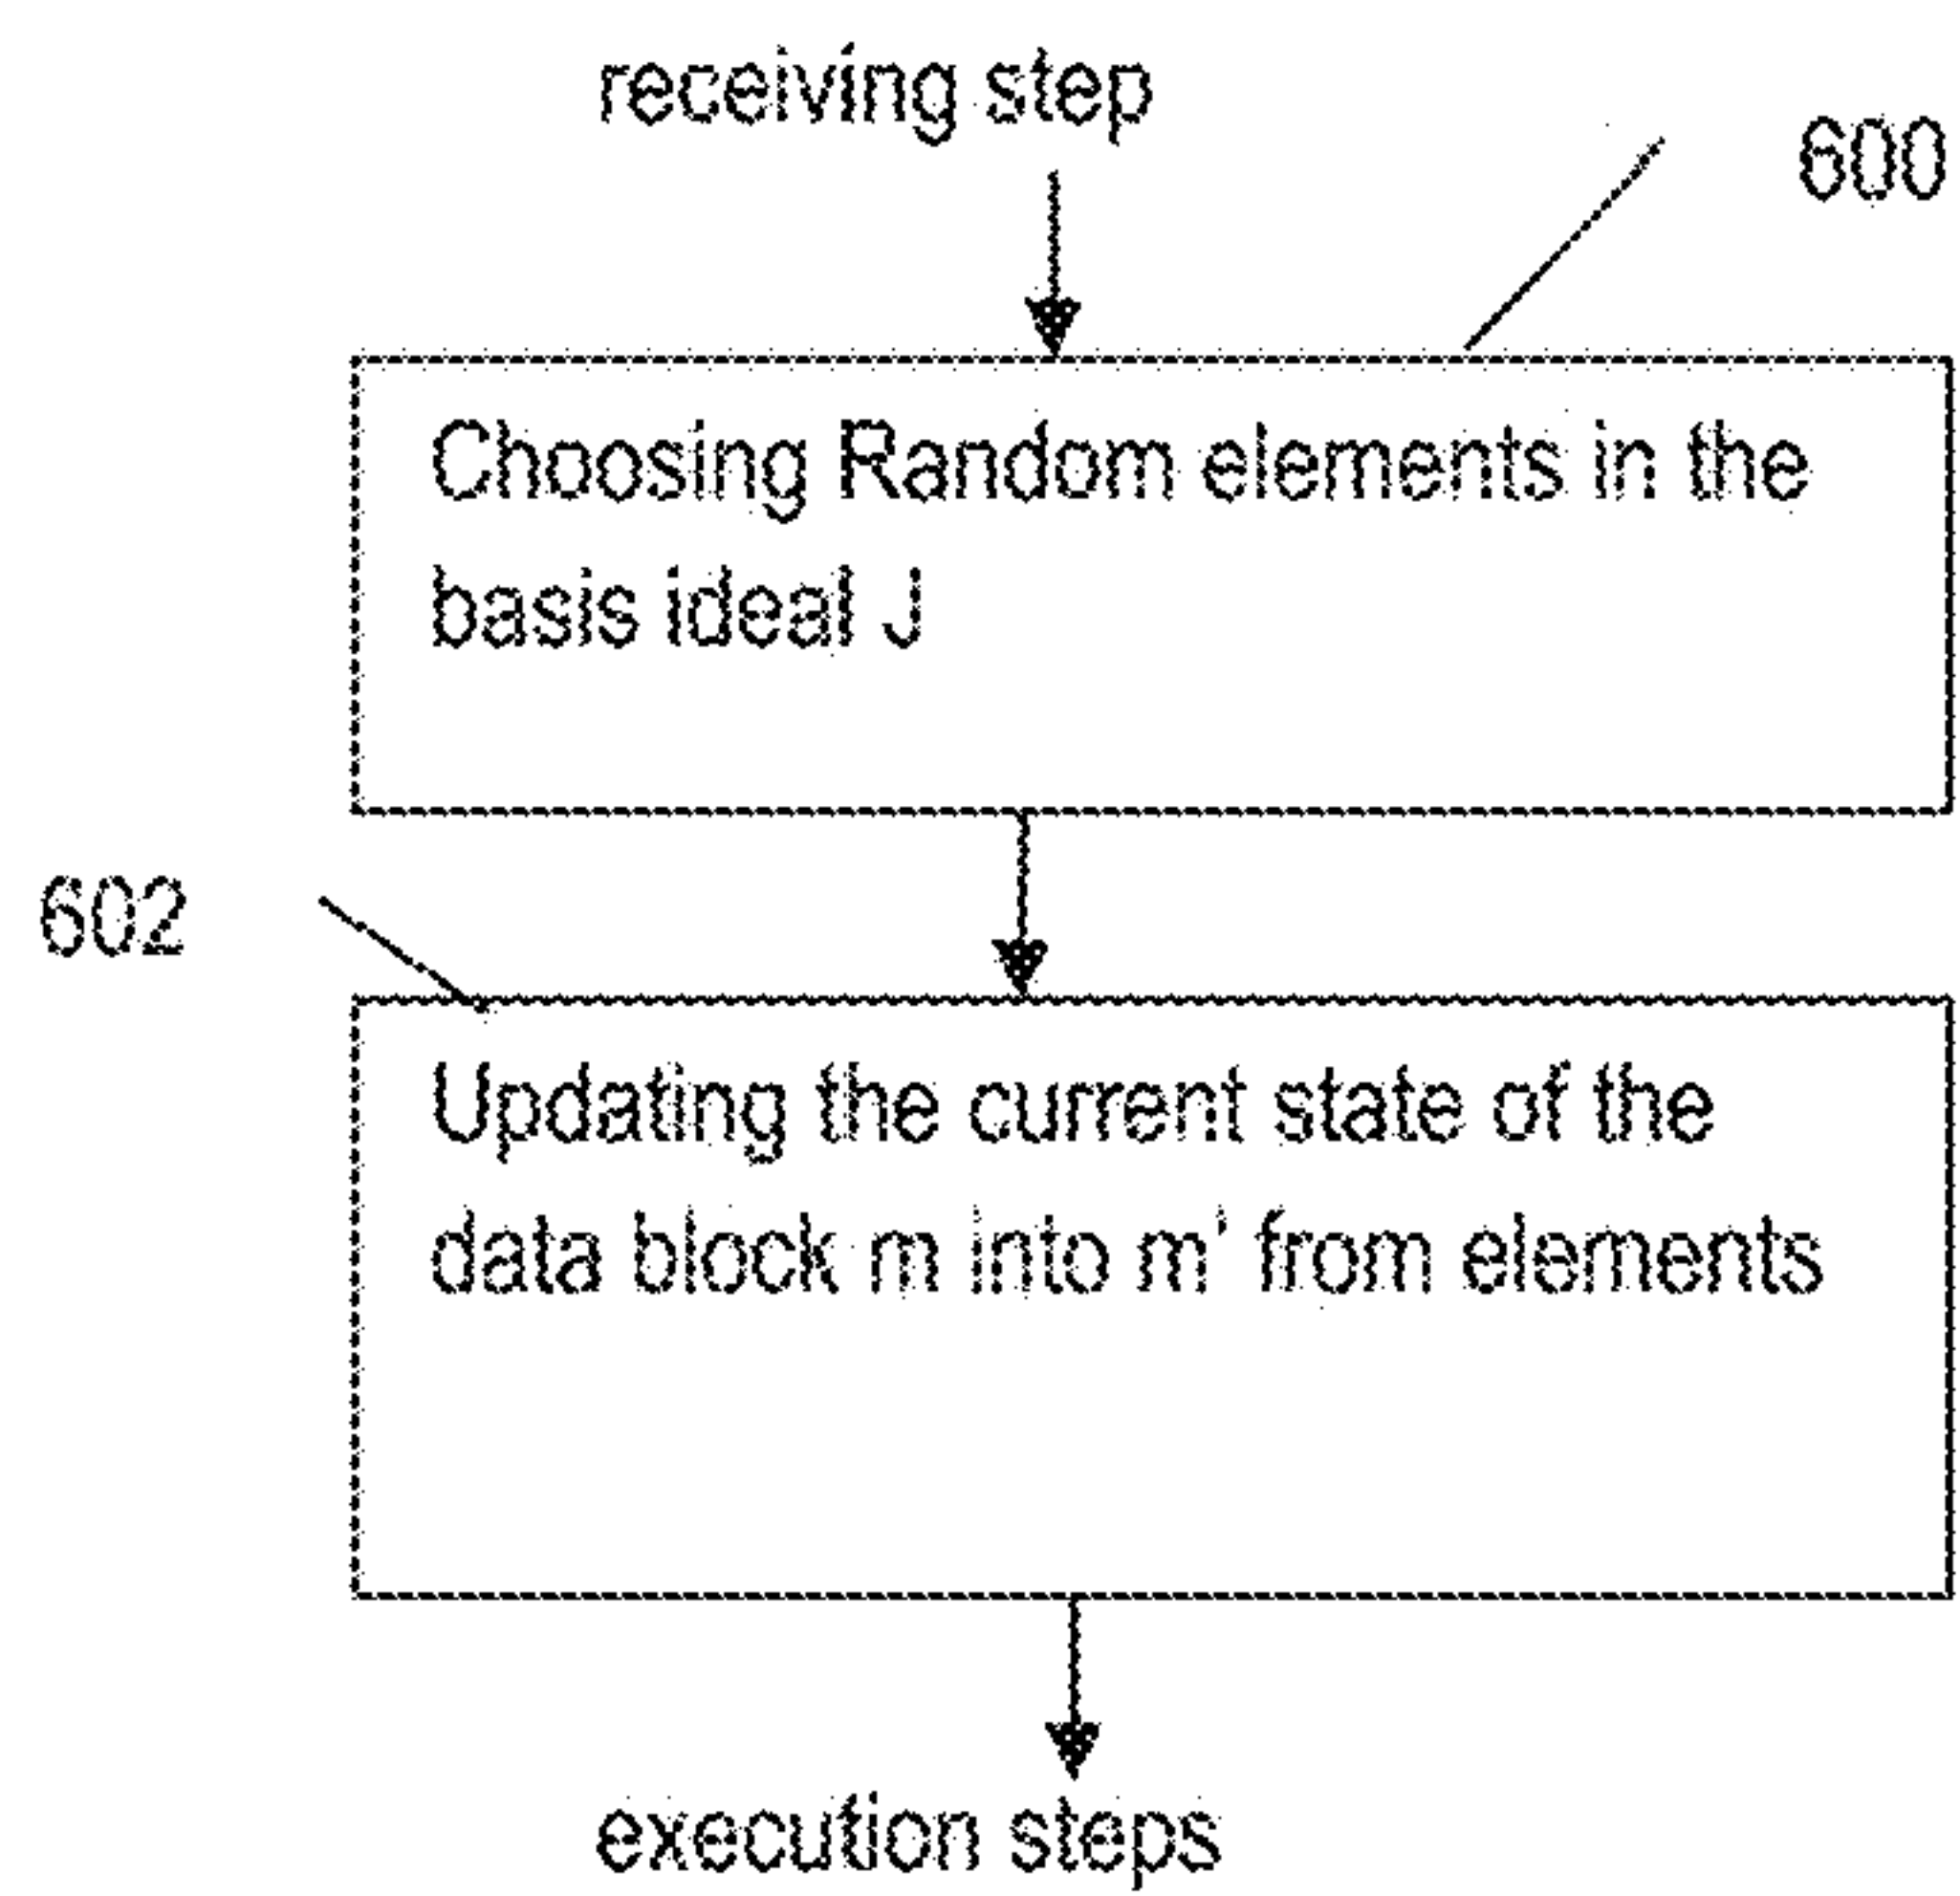 receiving step
600
Choosing Random elements in the
basis ideal J
602
Updating the current state of the
data block m into m' from elements
execution steps